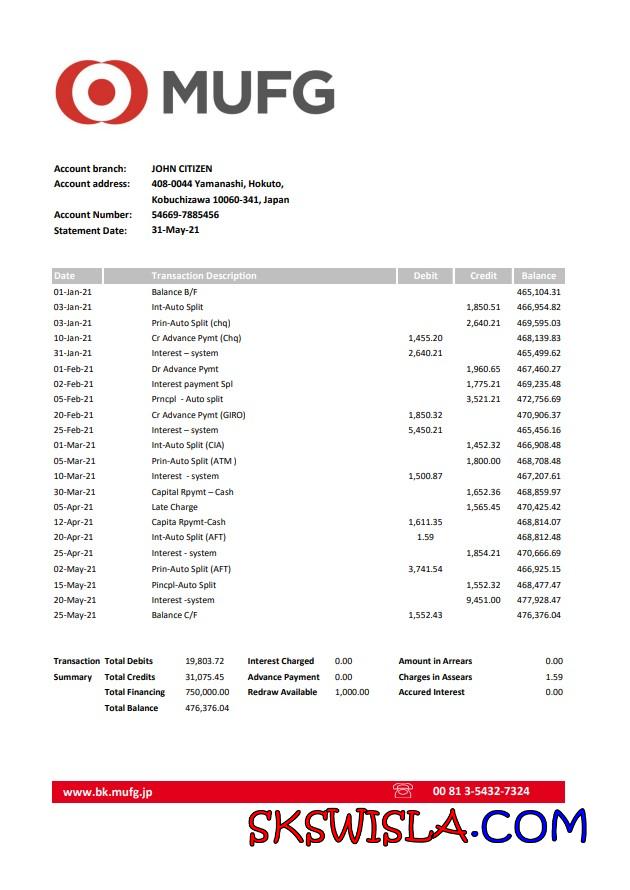 MUFG
Account branch: JOHN CITIZEN
Account address: 408-0044 Yamanashi, Hokuto,
Kobuchizawa 10060-341, Japan
Account Number: 54669-7885456
Statement Date: 31-May-21
Date Transaction Description Debit Credit Balance
01-Jan-21 Balance B/F 465,104.31
03-Jan-21 Int-Auto Split 1,850.51 466,954.82
03-Jan-21 Prin-Auto Split (chq) 2,640.21 469,595.03
10-Jan-21 Cr Advance Pymt (Chq) 1,455.20 468,139.83
31-Jan-21 Interest – system 2,640.21 465,499.62
01-Feb-21 Dr Advance Pymt 1,960.65 467,460.27
02-Feb-21 Interest payment Spl 1,775.21 469,235.48
05-Feb-21 Prncpl - Auto split 3,521.21 472,756.69
20-Feb-21 Cr Advance Pymt (GIRO) 1,850.32 470,906.37
25-Feb-21 Interest – system 5,450.21 465,456.16
01-Mar-21 Int-Auto Split (CIA) 1,452.32 466,908.48
05-Mar-21 Prin-Auto Split (ATM ) 1,800.00 468,708.48
10-Mar-21 Interest - system 1,500.87 467,207.61
30-Mar-21 Capital Rpymt – Cash 1,652.36 468,859.97
05-Apr-21 Late Charge 1,565.45 470,425.42
12-Apr-21 Capita Rpymt-Cash 1,611.35 468,814.07
20-Apr-21 Int-Auto Split (AFT) 1.59 468,812.48
25-Apr-21 Interest - system 1,854.21 470,666.69
02-May-21 Prin-Auto Split (AFT) 3,741.54 466,925.15
15-May-21 Pincpl-Auto Split 1,552.32 468,477.47
20-May-21 Interest -system 9,451.00 477,928.47
25-May-21 Balance C/F 1,552.43 476,376.04
Transaction Total Debits 19,803.72 Interest Charged 0.00 Amount in Arrears 0.00
Summary Total Credits 31,075.45 Advance Payment 0.00 Charges in Assears 1.59
Total Financing 750,000.00 Redraw Available 1,000.00 Accured Interest 0.00
Total Balance 476,376.04
www.bk.mufg.jp 00 81 3-5432-7324
SKSWISLA.COM